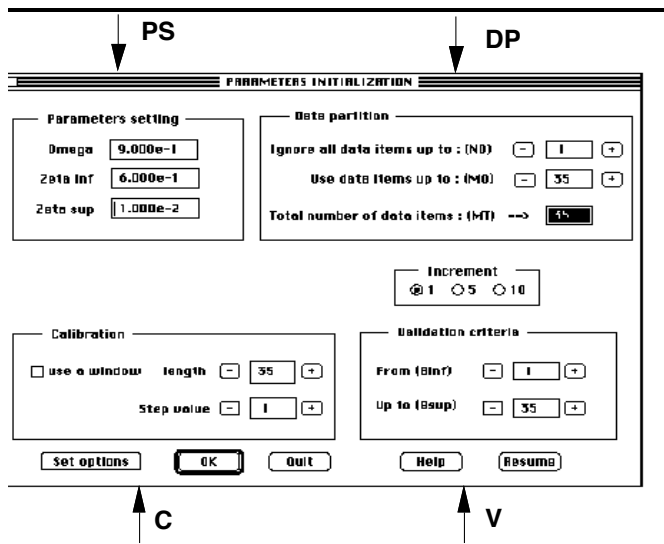 PS
DP
PARAMETERS INITIALIZATION
Parameters setting
Omega 9.000e-1
Zeta inf 6.000e-1
Zeta sup 1.000e-2
Data partition
Ignore all data items up to : (N0) - 1 +
Use data items up to : (M0) - 35 +
Total number of data items : (MT) -->
Increment
1 5 10
Calibration
use a window length - 35 +
Step value - 1 +
Validation criteria
From (Binf) - 1 +
Up to (Bsup) - 35 +
Set options OK Quit Help Resume
C
V